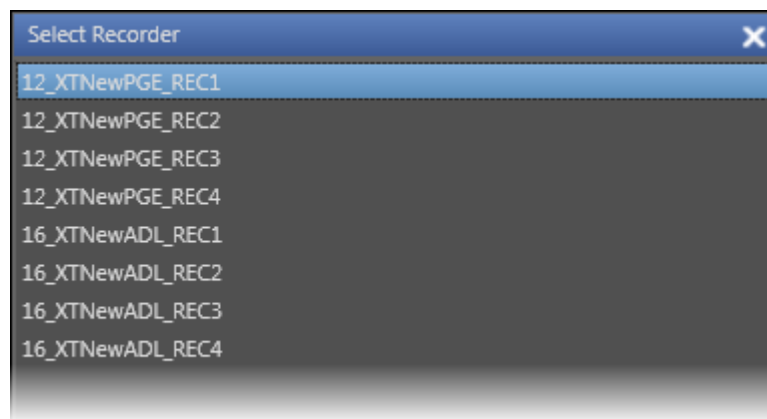 Select Recorder
12_XTNewPGE_REC1
12_XTNewPGE_REC2
12_XTNewPGE_REC3
12_XTNewPGE_REC4
16_XTNewADL_REC1
16_XTNewADL_REC2
16_XTNewADL_REC3
16_XTNewADL_REC4